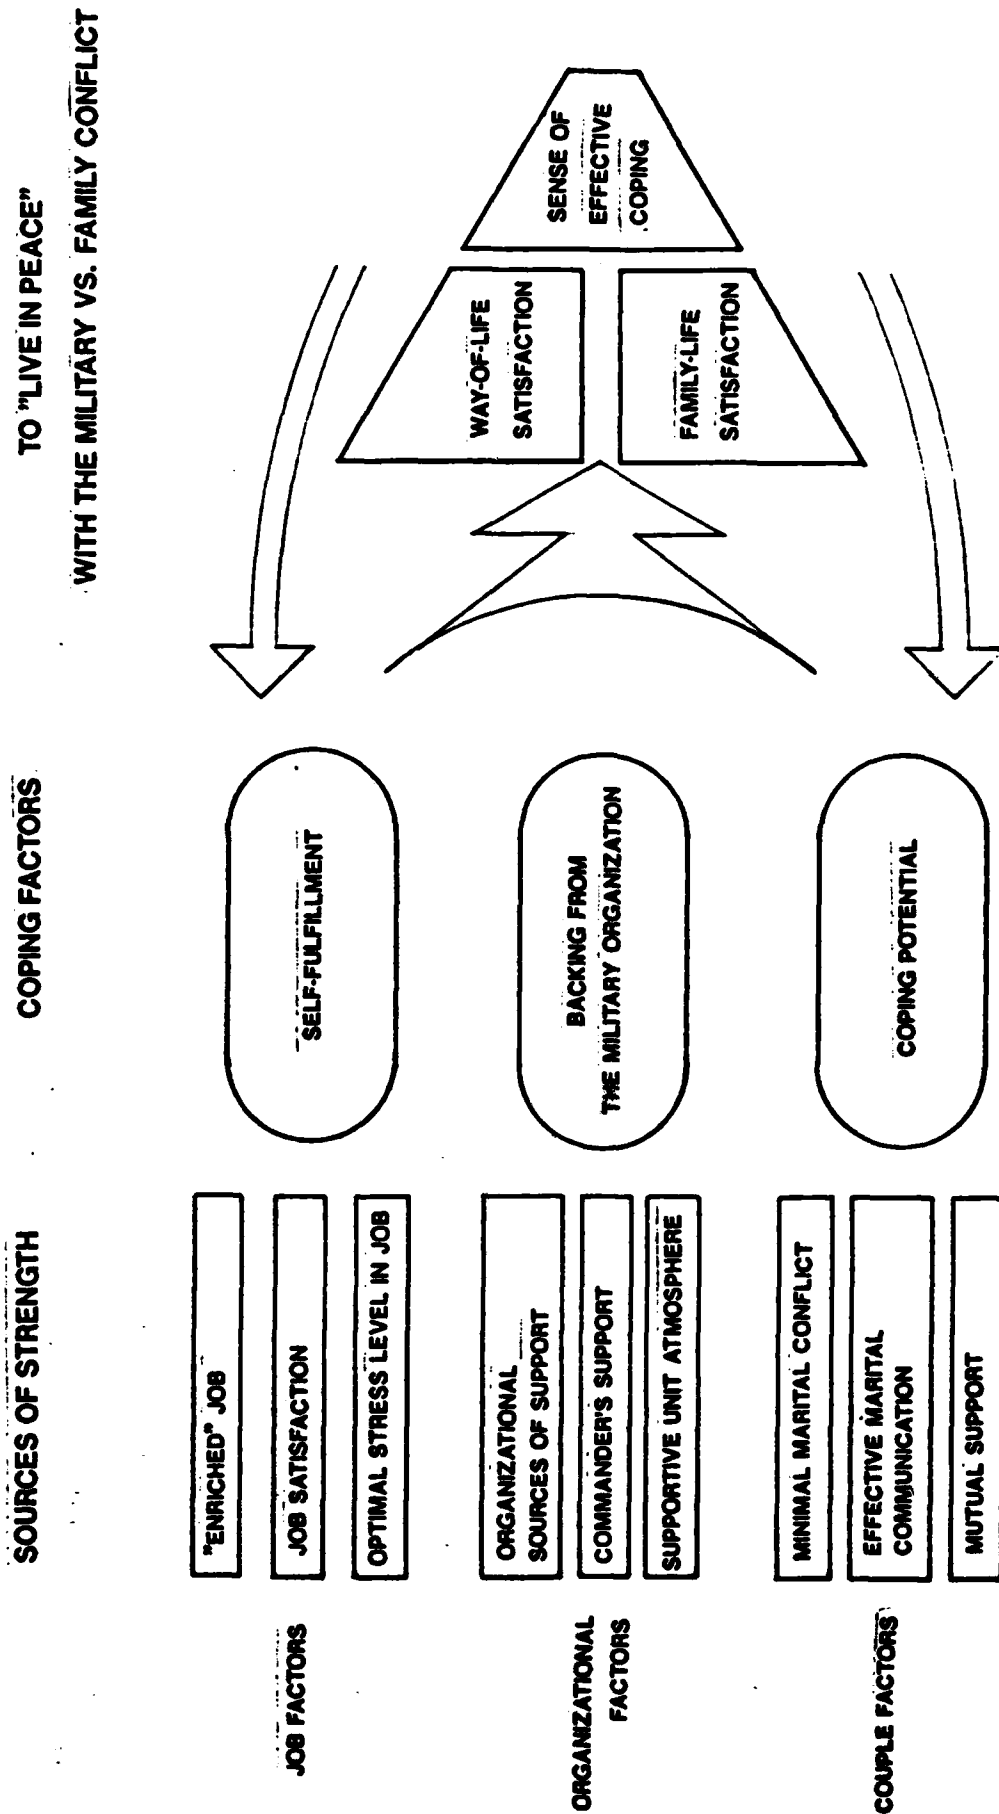 SOURCES OF STRENGTH
COPING FACTORS
TO "LIVE IN PEACE"
WITH THE MILITARY VS. FAMILY CONFLICT
JOB FACTORS
"ENRICHED" JOB
JOB SATISFACTION
OPTIMAL STRESS LEVEL IN JOB
SELF-FULFILLMENT
ORGANIZATIONAL
FACTORS
ORGANIZATIONAL
SOURCES OF SUPPORT
COMMANDER'S SUPPORT
SUPPORTIVE UNIT ATMOSPHERE
BACKING FROM
THE MILITARY ORGANIZATION
COUPLE FACTORS
MINIMAL MARITAL CONFLICT
EFFECTIVE MARITAL
COMMUNICATION
MUTUAL SUPPORT
COPING POTENTIAL
WAY-OF-LIFE
SATISFACTION
FAMILY-LIFE
SATISFACTION
SENSE OF
EFFECTIVE
COPING